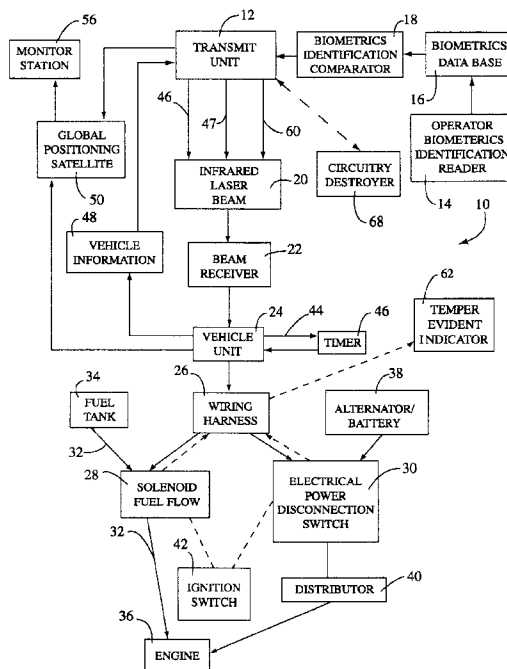 56
MONITOR
STATION
12
TRANSMIT
UNIT
18
BIOMETRICS
IDENTIFICATION
COMPARATOR
BIOMETRICS
DATA BASE
16
46
47
60
GLOBAL
POSITIONING
SATELLITE
50
INFRARED
LASER
BEAM
20
CIRCUITRY
DESTROYER
68
OPERATOR
BIOMETERICS
IDENTIFICATION
READER
14
10
48
VEHICLE
INFORMATION
BEAM
RECEIVER
22
62
TEMPER
EVIDENT
INDICATOR
24
VEHICLE
UNIT
44
46
TIMER
26
WIRING
HARNESS
34
FUEL
TANK
32
38
ALTERNATOR/
BATTERY
28
SOLENOID
FUEL FLOW
30
ELECTRICAL
POWER
DISCONNECTION
SWITCH
32
42
IGNITION
SWITCH
DISTRIBUTOR
40
36
ENGINE